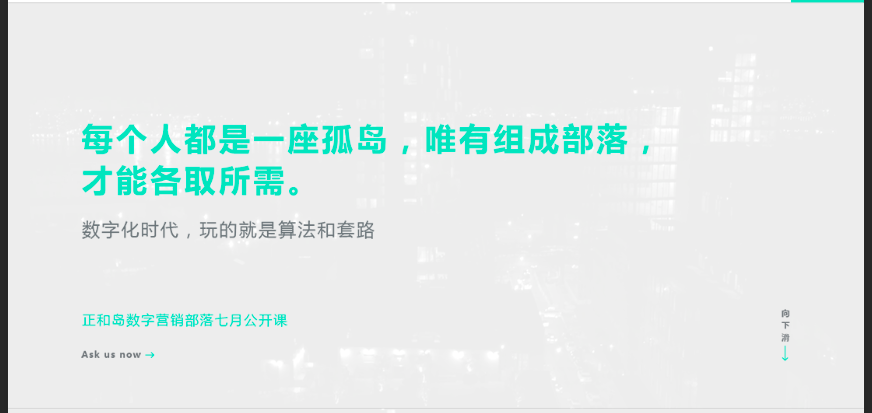 每个人都是一座孤岛，唯有组成部落，
才能各取所需。
数字化时代，玩的就是算法和套路
正和岛数字营销部落七月公开课
Ask us now →
向
下
滑